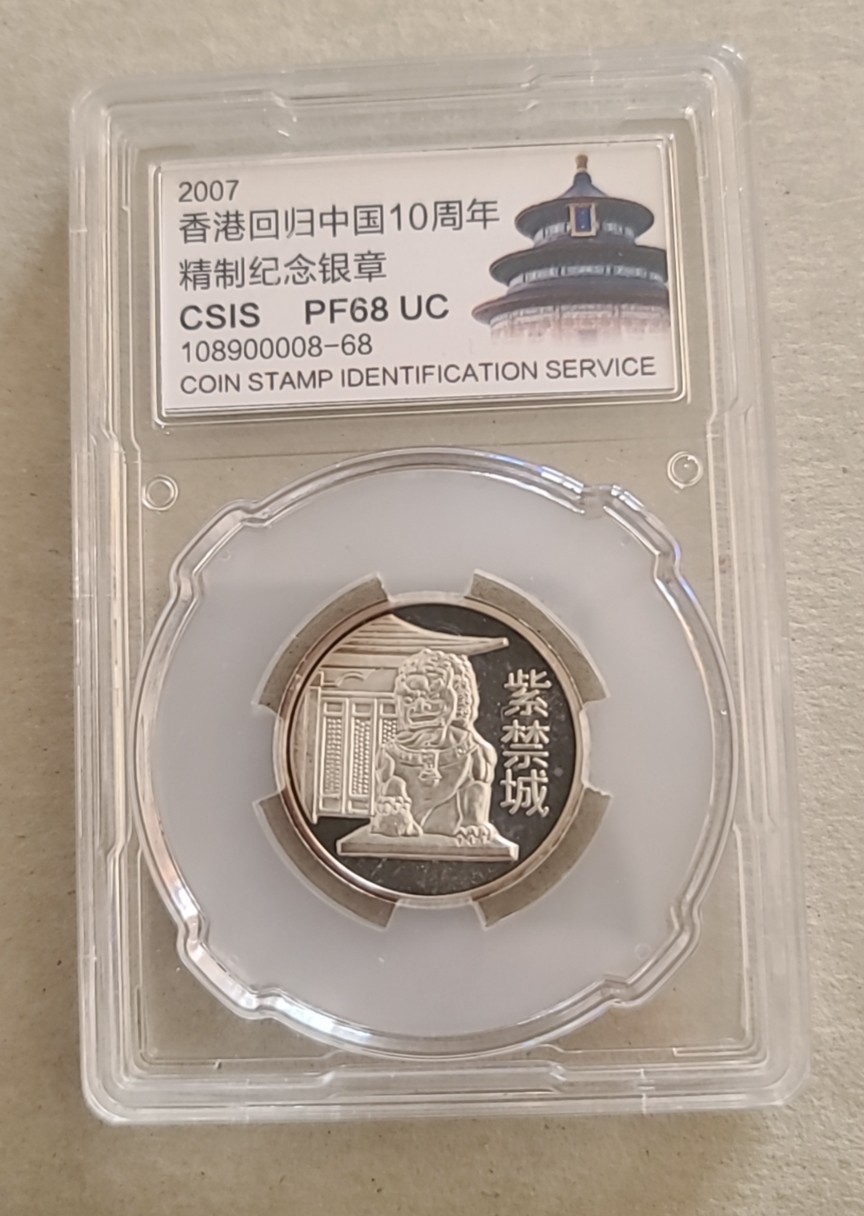 2007
香港回归中国10周年
精制纪念银章
CSIS PF68 UC
108900008-68
COIN STAMP IDENTIFICATION SERVICE
紫禁城